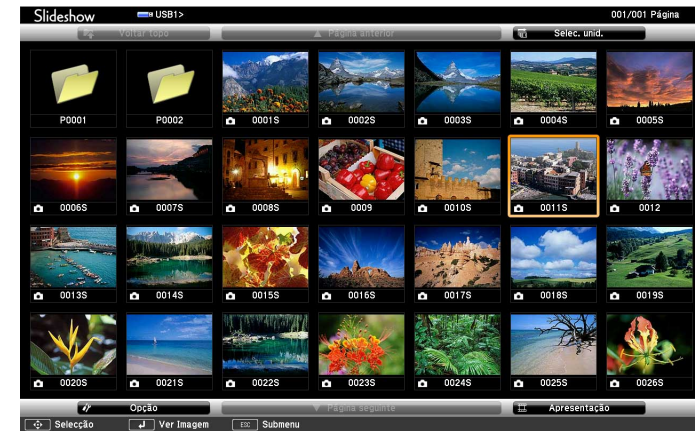 Slideshow USB1> 001/001 Página
Voltar topo Página anterior Selec. unid.
P0001 P0002 0001S 0002S 0003S 0004S 0005S
0006S 0007S 0008S 0009 0010S 0011S 0012
0013S 0014S 0015S 0016S 0017S 0018S 0019S
0020S 0021S 0022S 0023S 0024S 0025S 0026S
Opção Página seguinte Apresentação
Selecção Ver Imagem ESC Submenu